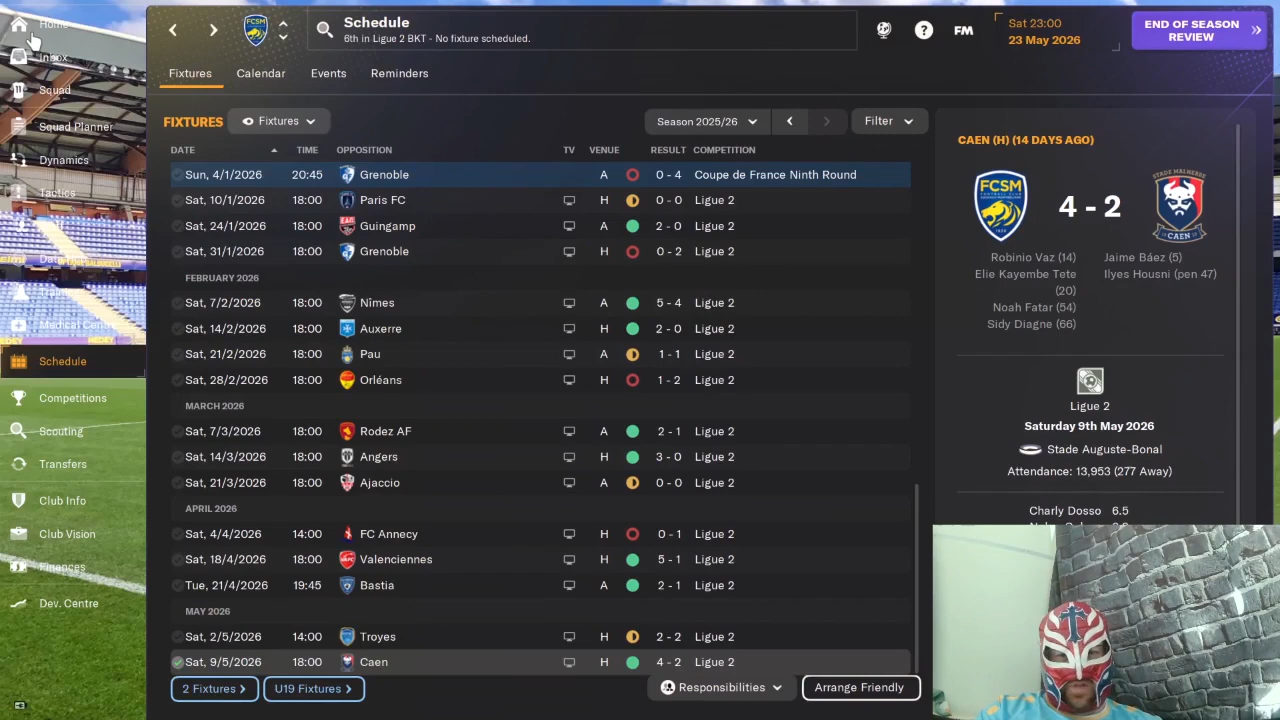 Home
Inbox
Squad
Squad Planner
Dynamics
Tactics
Medical Centre
Schedule
Competitions
Scouting
Transfers
Club Info
Club Vision
Finances
Dev. Centre
Schedule
6th in Ligue 2 BKT - No fixture scheduled.
FM
Sat 23:00
23 May 2026
END OF SEASON
REVIEW
Fixtures Calendar Events Reminders
FIXTURES Fixtures Season 2025/26 Filter
DATE TIME OPPOSITION TV VENUE RESULT COMPETITION
Sun, 4/1/2026 20:45 Grenoble A 0 - 4 Coupe de France Ninth Round
Sat, 10/1/2026 18:00 Paris FC H 0 - 0 Ligue 2
Sat, 24/1/2026 18:00 Guingamp A 2 - 0 Ligue 2
Sat, 31/1/2026 18:00 Grenoble H 0 - 2 Ligue 2
FEBRUARY 2026
Sat, 7/2/2026 18:00 Nîmes A 5 - 4 Ligue 2
Sat, 14/2/2026 18:00 Auxerre H 2 - 0 Ligue 2
Sat, 21/2/2026 18:00 Pau A 1 - 1 Ligue 2
Sat, 28/2/2026 18:00 Orléans H 1 - 2 Ligue 2
MARCH 2026
Sat, 7/3/2026 18:00 Rodez AF A 2 - 1 Ligue 2
Sat, 14/3/2026 18:00 Angers H 3 - 0 Ligue 2
Sat, 21/3/2026 18:00 Ajaccio A 0 - 0 Ligue 2
APRIL 2026
Sat, 4/4/2026 14:00 FC Annecy H 0 - 1 Ligue 2
Sat, 18/4/2026 18:00 Valenciennes H 5 - 1 Ligue 2
Tue, 21/4/2026 19:45 Bastia A 2 - 1 Ligue 2
MAY 2026
Sat, 2/5/2026 14:00 Troyes H 2 - 2 Ligue 2
Sat, 9/5/2026 18:00 Caen H 4 - 2 Ligue 2
2 Fixtures U19 Fixtures Responsibilities Arrange Friendly
CAEN (H) (14 DAYS AGO)
FCSM
STADE MALHERBE
CAEN
4 - 2
Robinio Vaz (14) Jaime Báez (5)
Elie Kayembe Tete Ilyes Housni (pen 47)
(20)
Noah Fatar (54)
Sidy Diagne (66)
Ligue 2
Saturday 9th May 2026
Stade Auguste-Bonal
Attendance: 13,953 (277 Away)
Charly Dosso 6.5